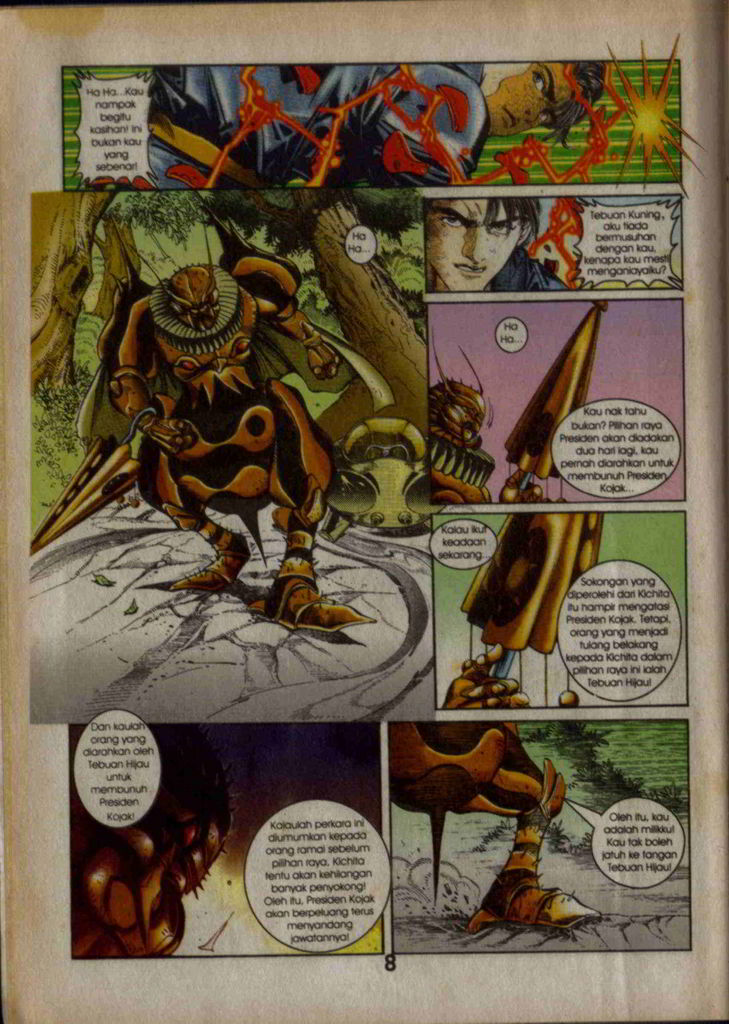 Ha Ha...Kau
nampak
begitu
kasihan! Ini
bukan kau
yang
sebenar!
Ha
Ha...
Tebuan Kuning,
aku tiada
bermusuhan
dengan kau,
kenapa kau mesti
menganiayaiku?
Ha
Ha...
Kau nak tahu
bukan? Pilihan raya
Presiden akan diadakan
dua hari lagi, kau
pernah diarahkan untuk
membunuh Presiden
Kojak...
Kalau ikut
keadaan
sekarang...
Sokongan yang
diperolehi dari Kichita
itu hampir mengatasi
Presiden Kojak. Tetapi,
orang yang menjadi
tulang belakang
kepada Kichita dalam
pilihan raya ini ialah
Tebuan Hijau!
Dan kaulah
orang yang
diarahkan oleh
Tebuan Hijau
untuk
membunuh
Presiden
Kojak!
Kalaulah perkara ini
diumumkan kepada
orang ramai sebelum
pilihan raya, Kichita
tentu akan kehilangan
banyak penyokong!
Oleh itu, Presiden Kojak
akan berpeluang terus
menyandang
jawatannya!
Oleh itu, kau
adalah milikku!
Kau tak boleh
jatuh ke tangan
Tebuan Hijau!
8